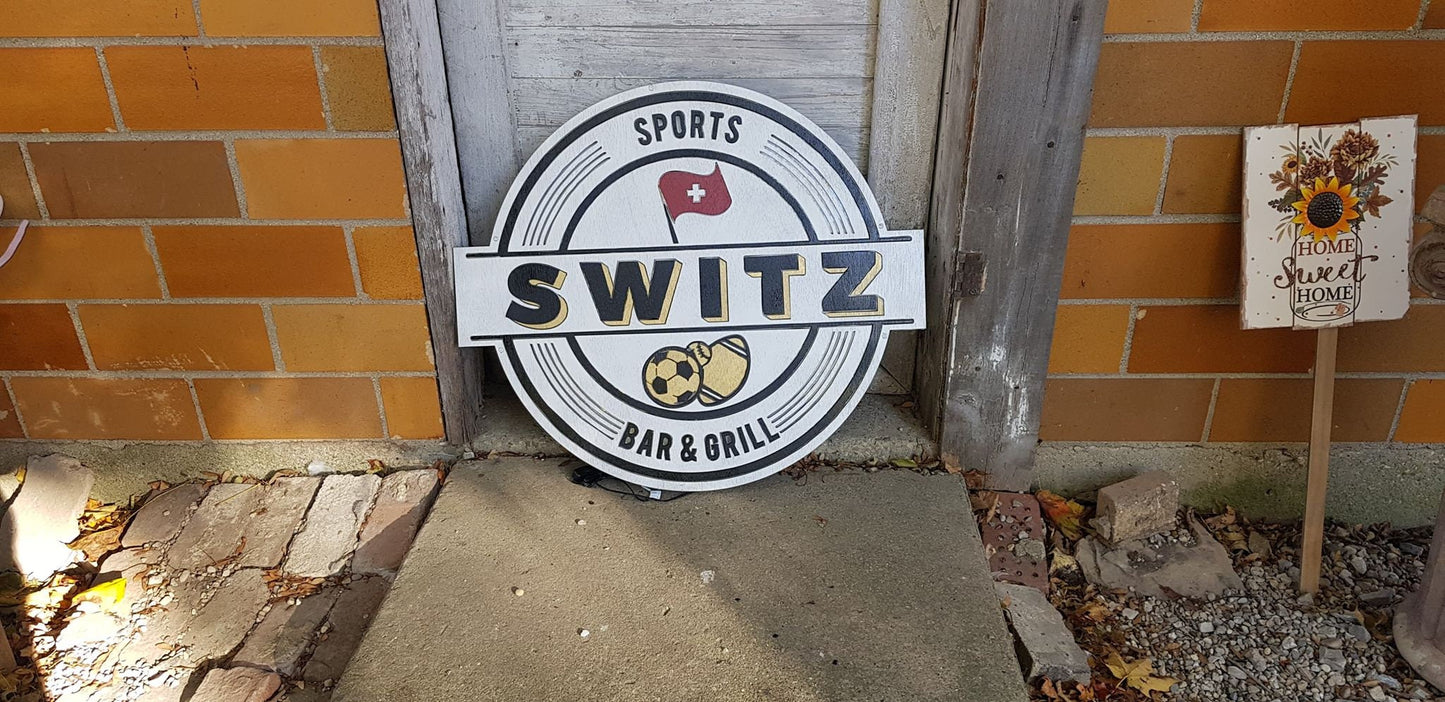 SPORTS
SWITZ
BAR & GRILL
HOME
Sweet
HOME